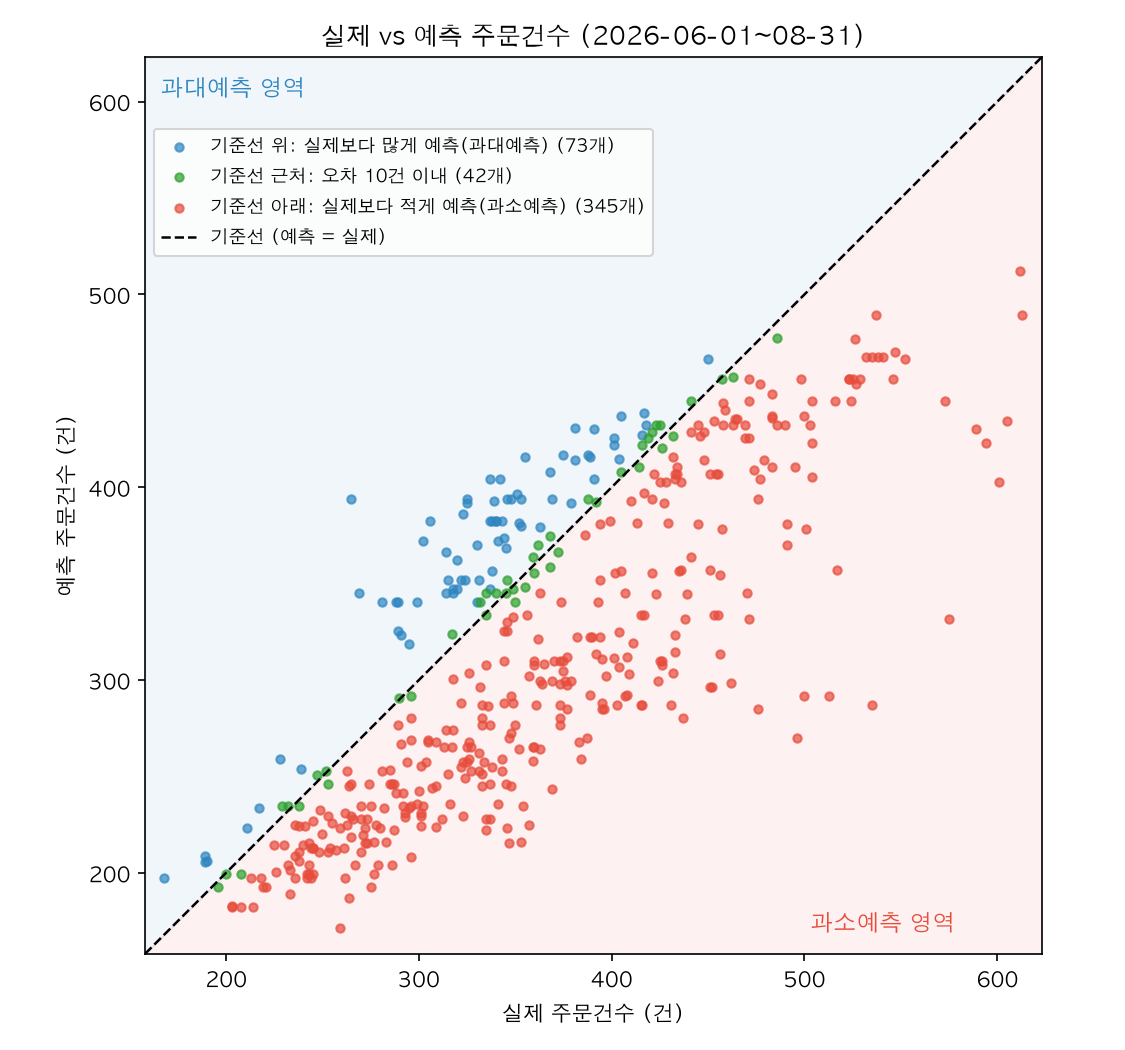 실제 vs 예측 주문건수 (2026-06-01~08-31)
과대예측 영역
기준선 위: 실제보다 많게 예측(과대예측) (73개)
기준선 근처: 오차 10건 이내 (42개)
기준선 아래: 실제보다 적게 예측(과소예측) (345개)
기준선 (예측 = 실제)
예측 주문건수 (건)
600
500
400
300
200
과소예측 영역
200 300 400 500 600
실제 주문건수 (건)